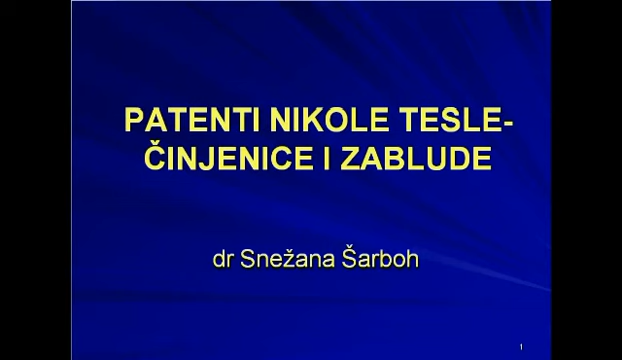 PATENTI NIKOLE TESLE-
ČINJENICE I ZABLUDE
dr Snežana Šarboh
1